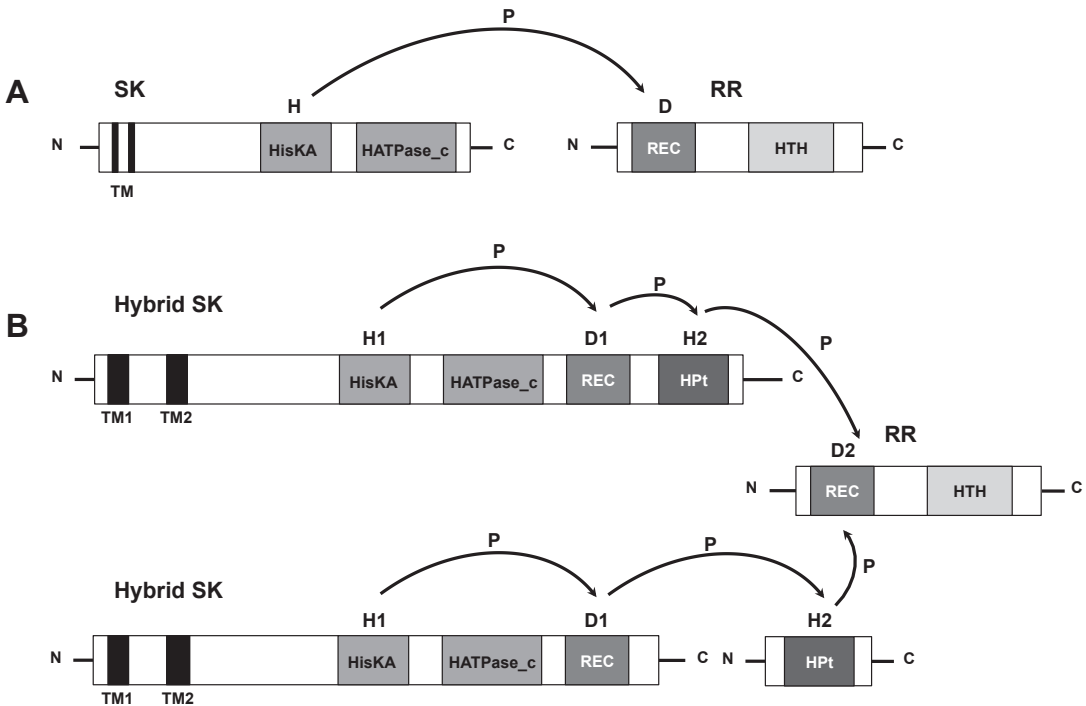 P
A SK RR
H D
N HisKA HATPase_c C N REC HTH C
TM
P
Hybrid SK P
B
H1 D1 H2 P
N HisKA HATPase_c REC HPt C
TM1 TM2
RR
D2
N REC HTH C
P P
P
Hybrid SK
H1 D1 H2
N HisKA HATPase_c REC C N HPt C
TM1 TM2